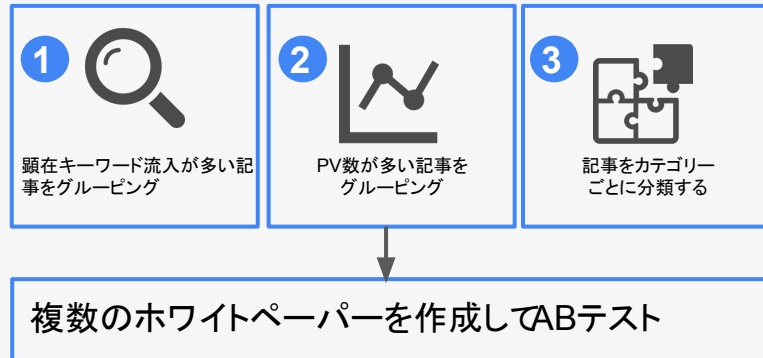 1
顕在キーワード流入が多い記
事をグルーピング
2
PV数が多い記事を
グルーピング
3
記事をカテゴリー
ごとに分類する
複数のホワイトペーパーを作成してABテスト